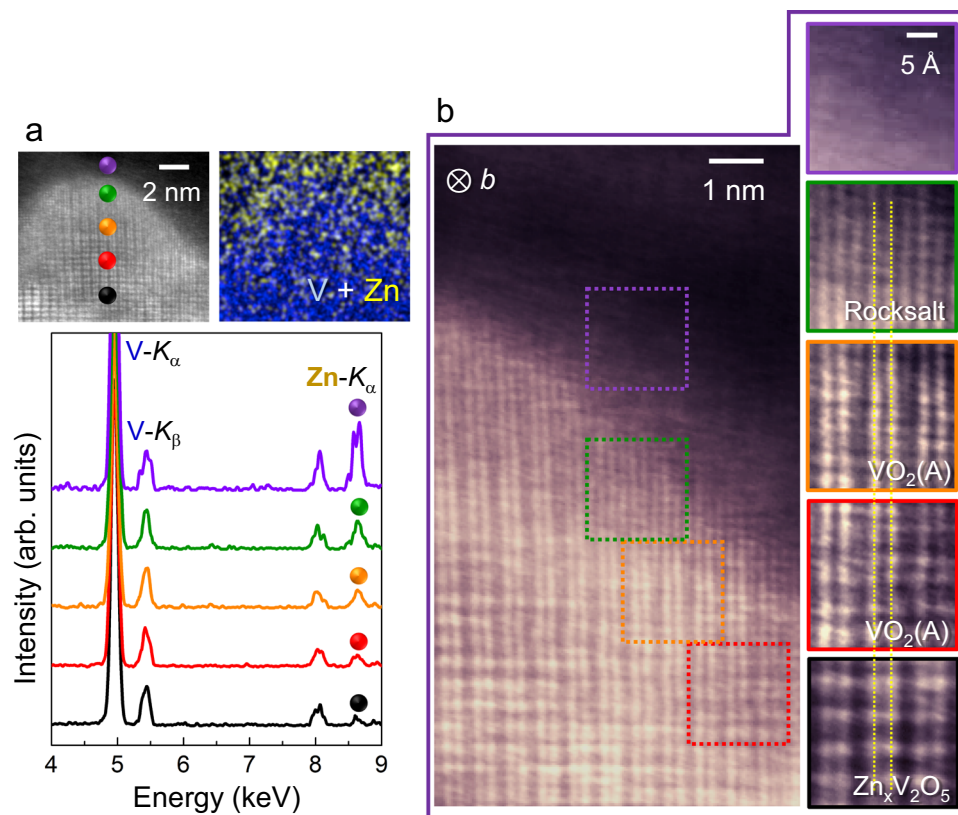 a
2 nm
V + Zn
V-Kα
Zn-Kα
V-Kβ
Intensity (arb. units)
4 5 6 7 8 9
Energy (keV)
b
⊗ b
1 nm
5 Å
Rocksalt
VO₂(A)
VO₂(A)
ZnₓV₂O₅